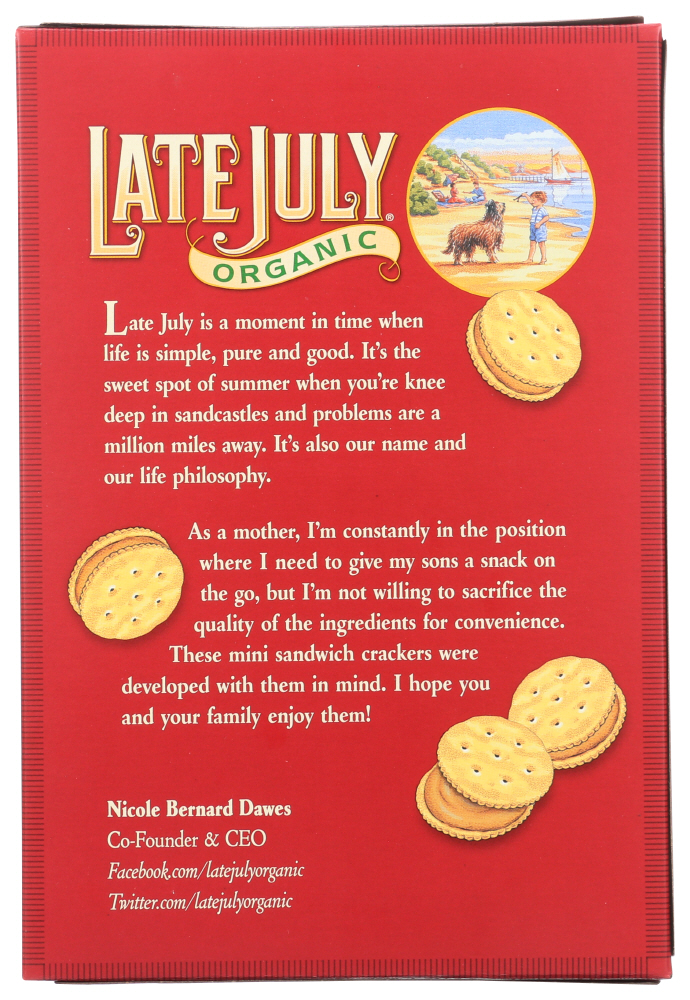 LATE JULY®
ORGANIC
Late July is a moment in time when
life is simple, pure and good. It's the
sweet spot of summer when you're knee
deep in sandcastles and problems are a
million miles away. It's also our name and
our life philosophy.
As a mother, I'm constantly in the position
where I need to give my sons a snack on
the go, but I'm not willing to sacrifice the
quality of the ingredients for convenience.
These mini sandwich crackers were
developed with them in mind. I hope you
and your family enjoy them!
Nicole Bernard Dawes
Co-Founder & CEO
Facebook.com/latejulyorganic
Twitter.com/latejulyorganic